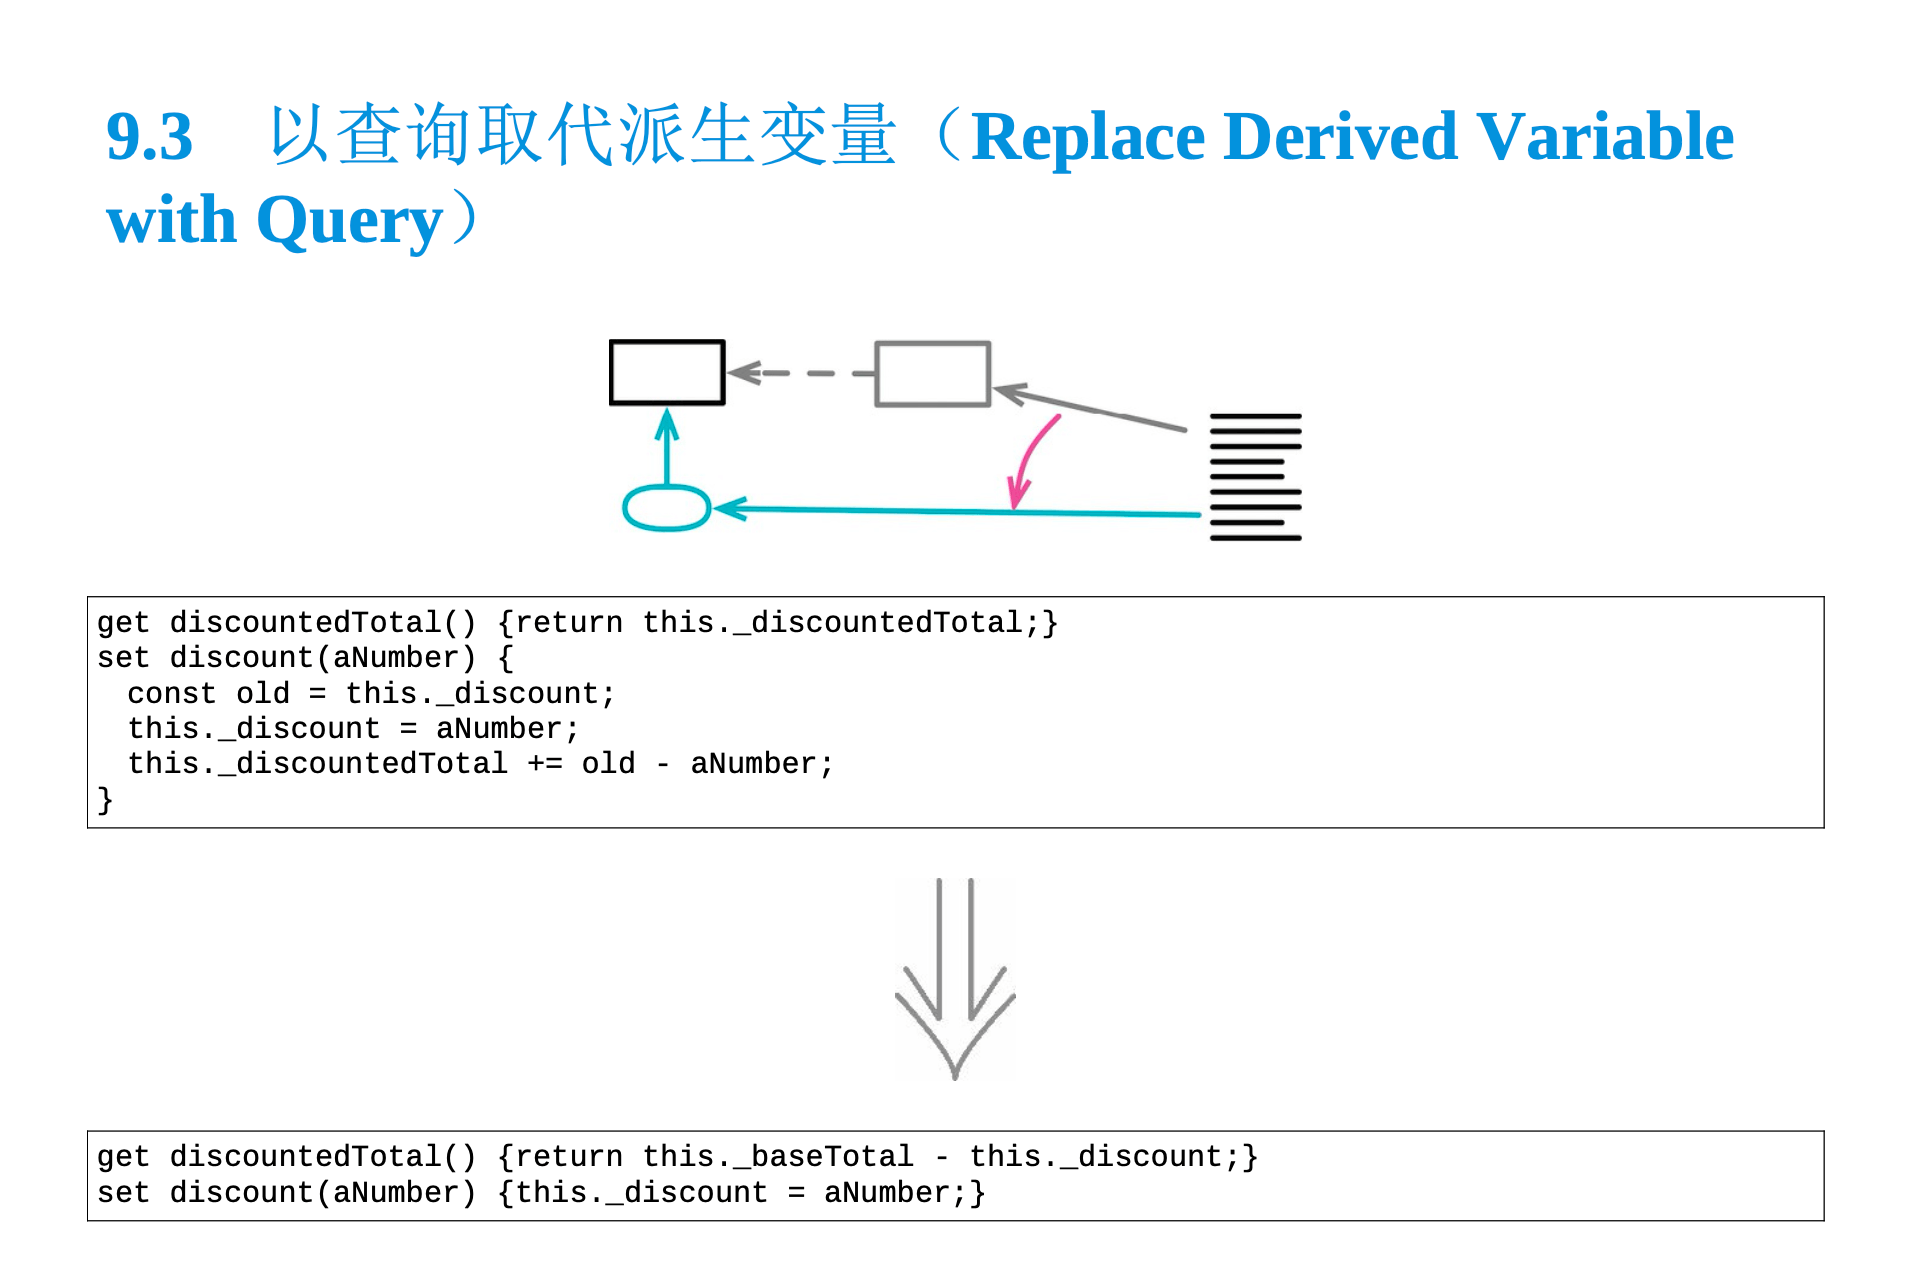 9.3　以查询取代派生变量（Replace Derived Variable
with Query）
get discountedTotal() {return this._discountedTotal;}
set discount(aNumber) {
  const old = this._discount;
  this._discount = aNumber;
  this._discountedTotal += old - aNumber;
}
get discountedTotal() {return this._baseTotal - this._discount;}
set discount(aNumber) {this._discount = aNumber;}